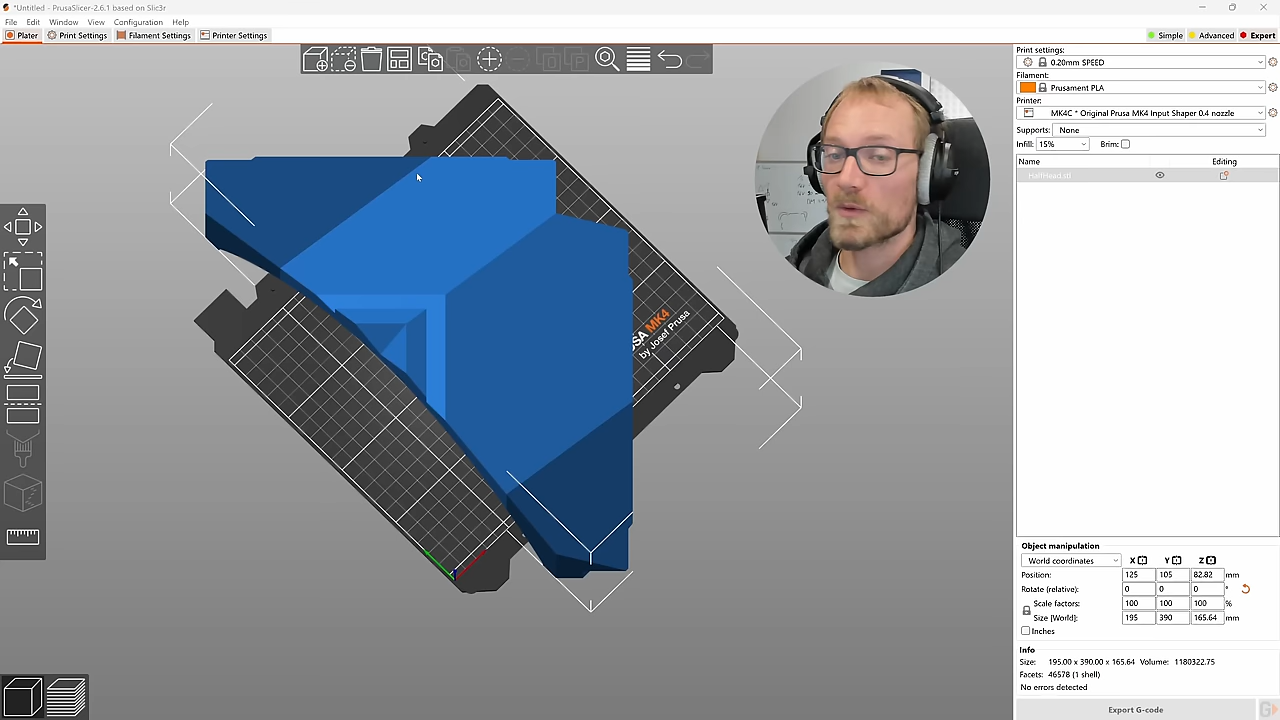 *Untitled - PrusaSlicer-2.6.1 based on Slic3r
File Edit Window View Configuration Help
Plater Print Settings Filament Settings Printer Settings
Simple Advanced Expert
Print settings:
0.20mm SPEED
Filament:
Prusament PLA
Printer:
MK4C * Original Prusa MK4 Input Shaper 0.4 nozzle
Supports: None
Infill: 15% Brim:
Name Editing
HalfHead.stl
USA MK4
by Josef Prusa
Object manipulation
World coordinates X Y Z
Position: 125 105 82.82 mm
Rotate (relative): 0 0 0 °
Scale factors: 100 100 100 %
Size [World]: 195 390 165.64 mm
Inches
Info
Size: 195.00 x 390.00 x 165.64 Volume: 1180322.75
Facets: 46578 (1 shell)
No errors detected
Export G-code